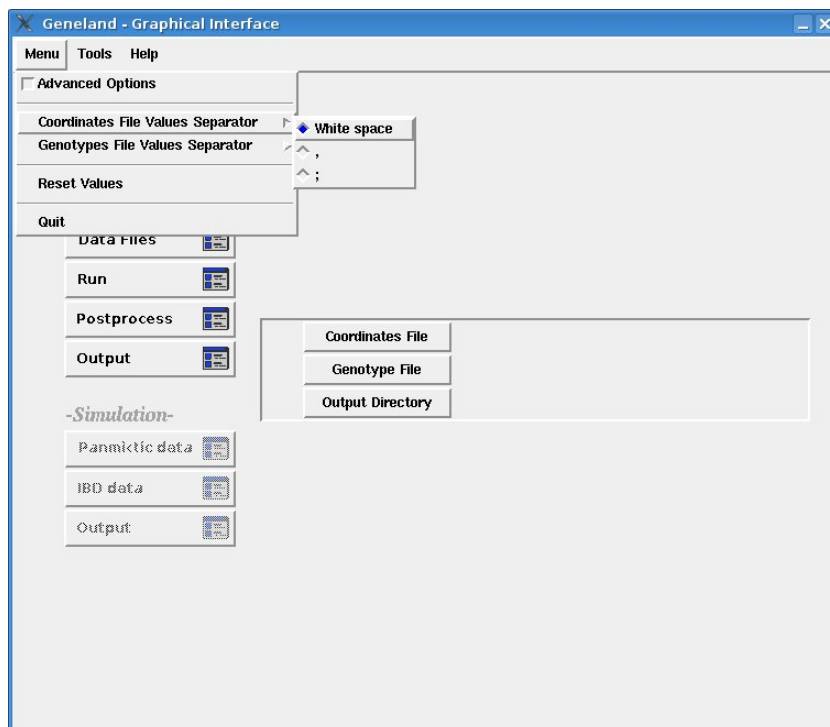 Geneland - Graphical Interface
Menu Tools Help
Advanced Options
Coordinates File Values Separator
White space
Genotypes File Values Separator
,
;
Reset Values
Quit
Data Files
Run
Postprocess
Output
Coordinates File
Genotype File
Output Directory
-Simulation-
Panmictic data
IBD data
Output